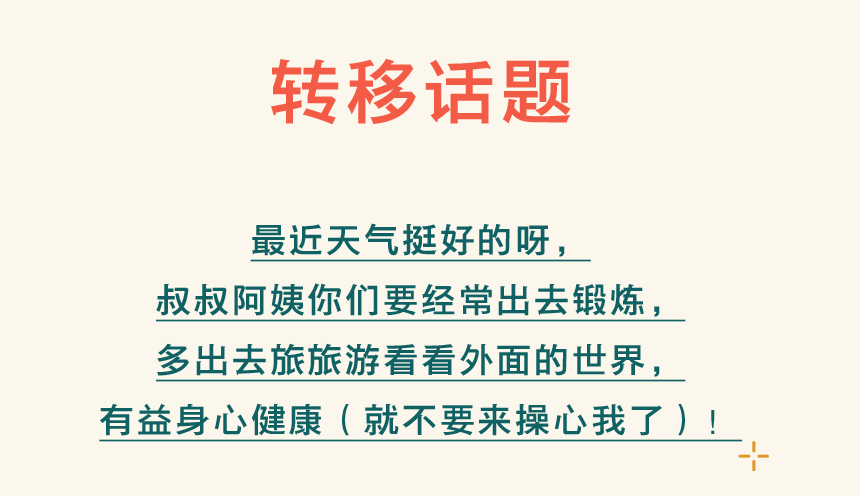 转移话题
最近天气挺好的呀，
叔叔阿姨你们要经常出去锻炼，
多出去旅旅游看看外面的世界，
有益身心健康（就不要来操心我了）！